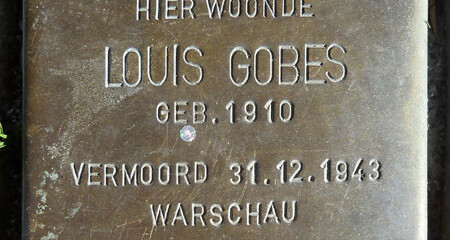 HIER WOONDE
LOUIS GOBES
GEB. 1910
VERMOORD 31.12.1943
WARSCHAU